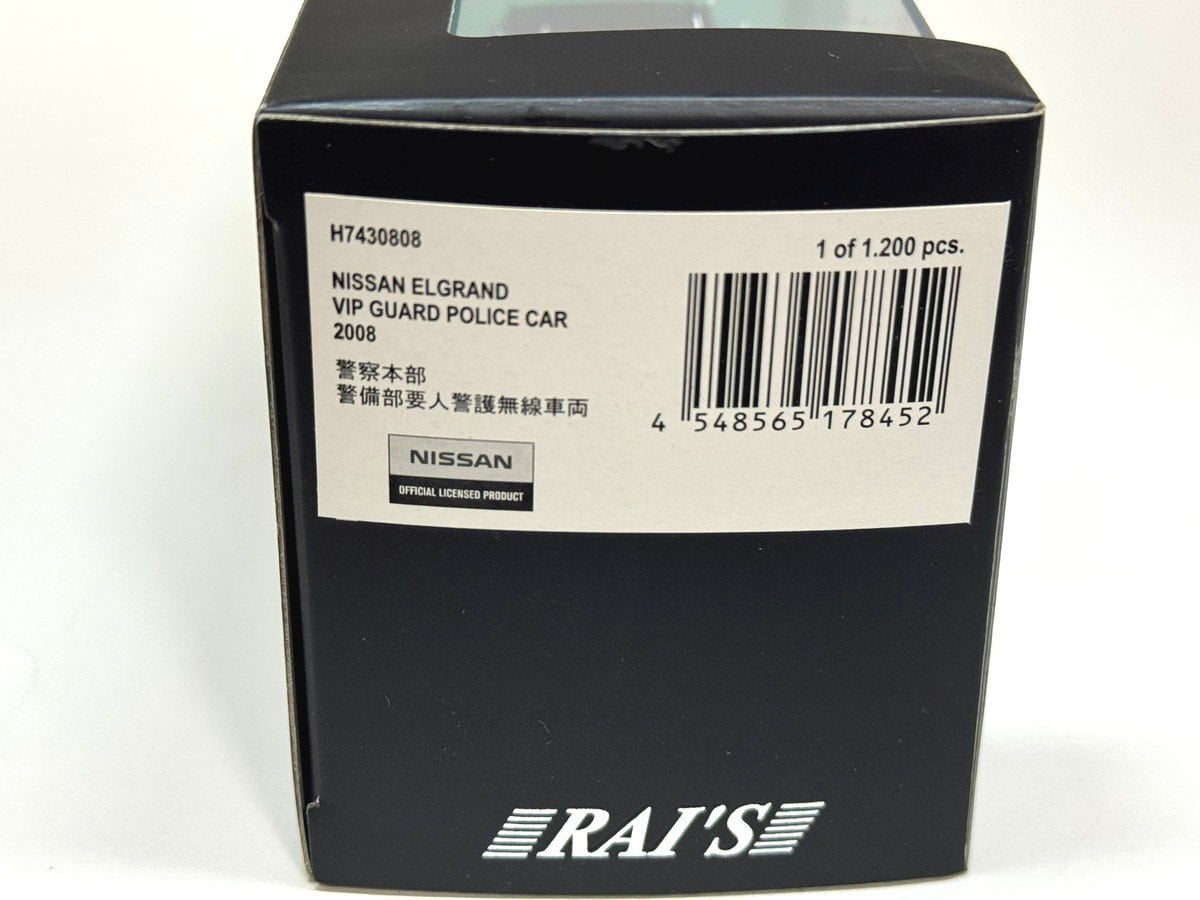 H7430808
1 of 1.200 pcs.
NISSAN ELGRAND
VIP GUARD POLICE CAR
2008
警察本部
警備部要人警護無線車両
4 548565 178452
NISSAN
OFFICIAL LICENSED PRODUCT
RAI'S